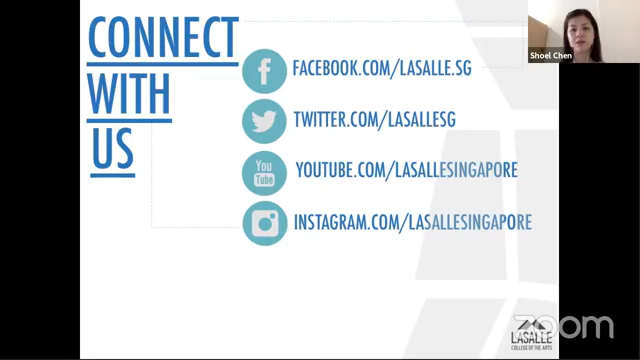 CONNECT
WITH
US
FACEBOOK.COM/LASALLE.SG
TWITTER.COM/LASALLESG
You
Tube
YOUTUBE.COM/LASALLESINGAPORE
INSTAGRAM.COM/LASALLESINGAPORE
Shoel Chen
LASALLE
COLLEGE OF THE ARTS
zoom